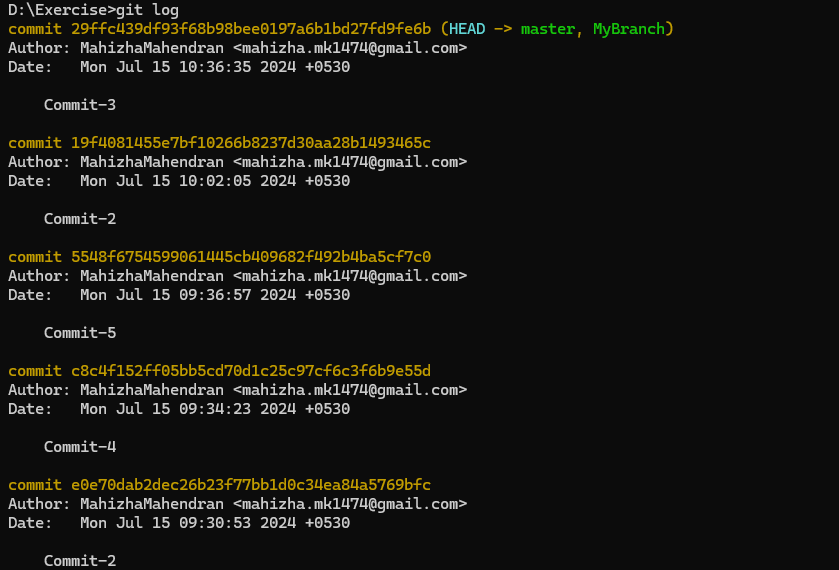 D:\Exercise>git log
commit 29ffc439df93f68b98bee0197a6b1bd27fd9fe6b (HEAD -> master, MyBranch)
Author: MahizhaMahendran <mahizha.mk1474@gmail.com>
Date:   Mon Jul 15 10:36:35 2024 +0530
    Commit-3
commit 19f4081455e7bf10266b8237d30aa28b1493465c
Author: MahizhaMahendran <mahizha.mk1474@gmail.com>
Date:   Mon Jul 15 10:02:05 2024 +0530
    Commit-2
commit 5548f6754599061445cb409682f492b4ba5cf7c0
Author: MahizhaMahendran <mahizha.mk1474@gmail.com>
Date:   Mon Jul 15 09:36:57 2024 +0530
    Commit-5
commit c8c4f152ff05bb5cd70d1c25c97cf6c3f6b9e55d
Author: MahizhaMahendran <mahizha.mk1474@gmail.com>
Date:   Mon Jul 15 09:34:23 2024 +0530
    Commit-4
commit e0e70dab2dec26b23f77bb1d0c34ea84a5769bfc
Author: MahizhaMahendran <mahizha.mk1474@gmail.com>
Date:   Mon Jul 15 09:30:53 2024 +0530
    Commit-2